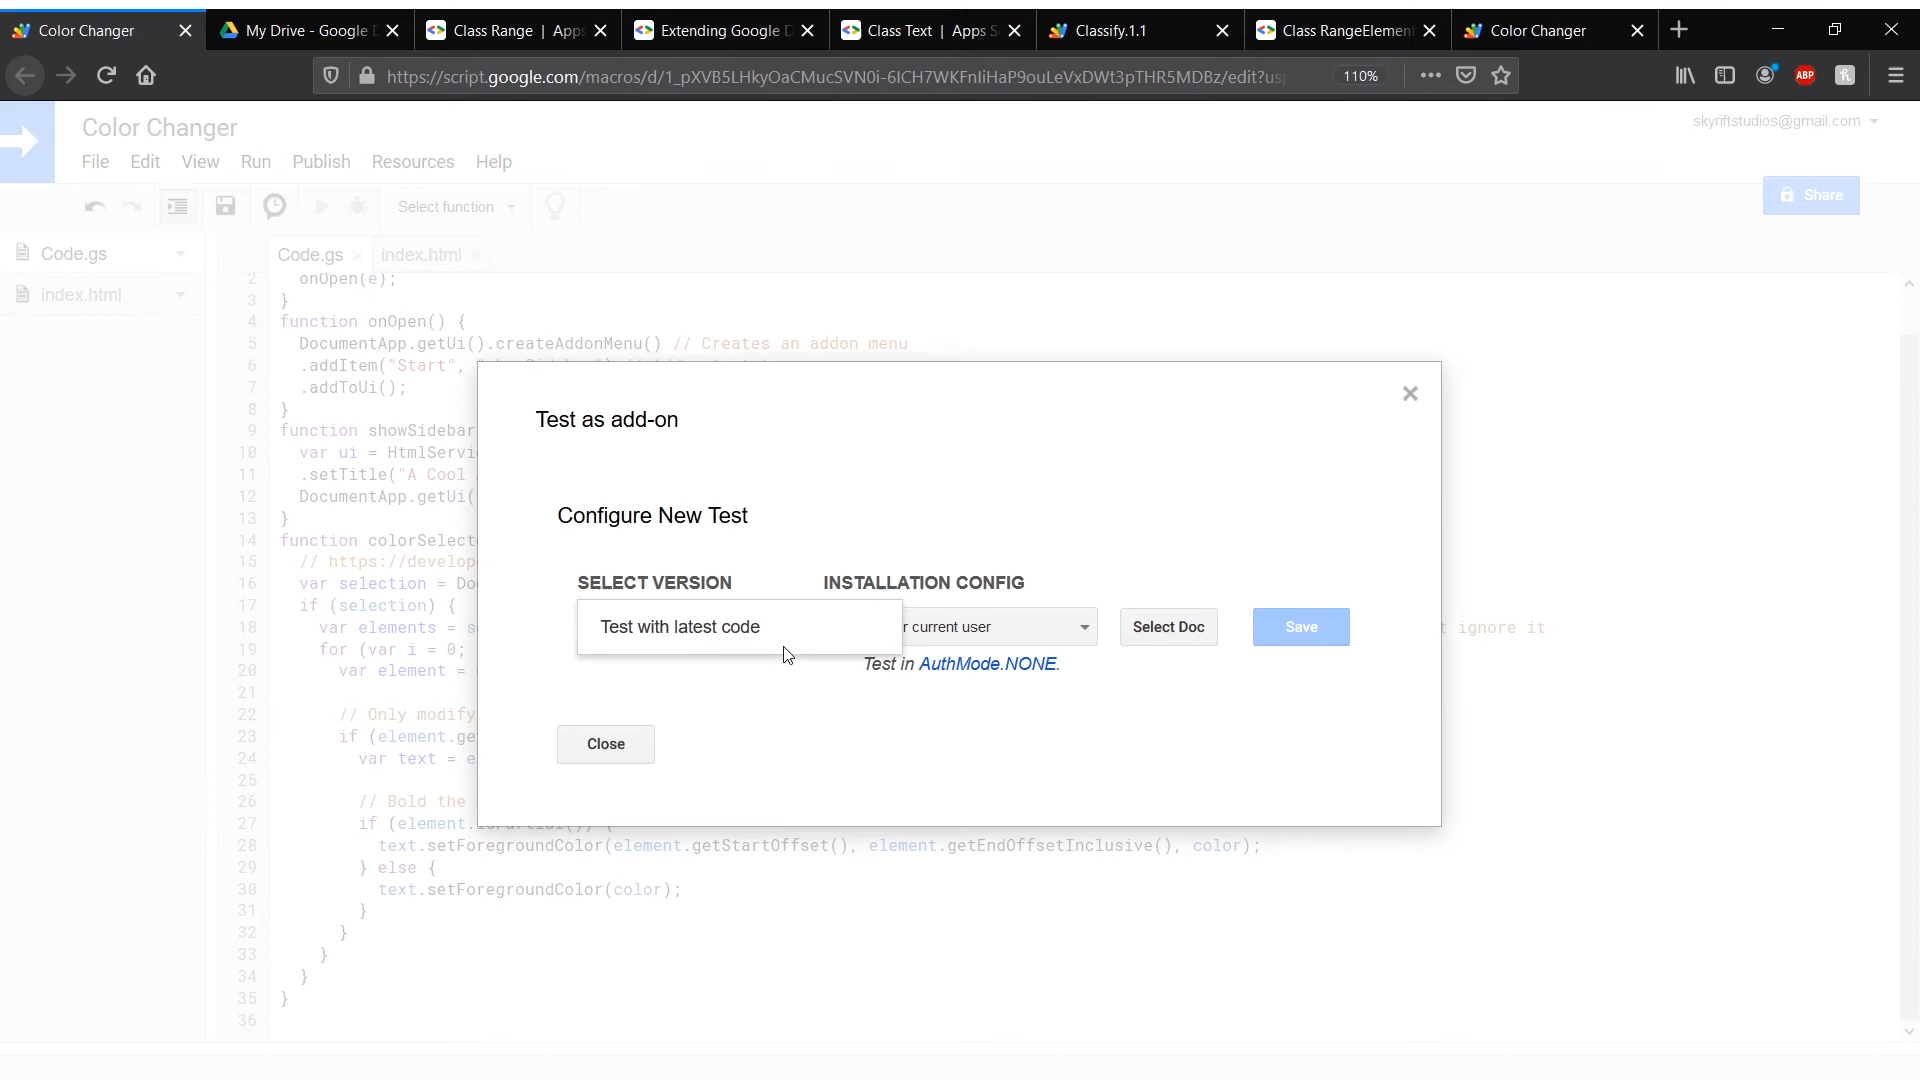 Color Changer
My Drive - Google D
Class Range | Apps
Extending Google D
Class Text | Apps S
Classify.1.1
Class RangeElement
Color Changer
https://script.google.com/macros/d/1_pXVB5LHkyOaCMucSVN0i-6ICH7WKFnIiHaP9ouLeVxDWt3pTHR5MDBz/edit?usp
110%
ABP
Color Changer
skyriftstudios@gmail.com
File Edit View Run Publish Resources Help
Select function
Share
Code.gs
index.html
Code.gs
index.html
2 onOpen(e);
3 }
4 function onOpen() {
5 DocumentApp.getUi().createAddonMenu() // Creates an addon menu
6 .addItem("Start",
7 .addToUi();
8 }
9 function showSidebar
10 var ui = HtmlServi
11 .setTitle("A Cool
12 DocumentApp.getUi(
13 }
14 function colorSelect
15 // https://develop
16 var selection = Do
17 if (selection) {
18 var elements = s t ignore it
19 for (var i = 0;
20 var element =
21
22 // Only modify
23 if (element.ge
24 var text = e
25
26 // Bold the
27 if (element.isPartial()) {
28 text.setForegroundColor(element.getStartOffset(), element.getEndOffsetInclusive(), color);
29 } else {
30 text.setForegroundColor(color);
31 }
32 }
33 }
34 }
35 }
36
Test as add-on
Configure New Test
SELECT VERSION INSTALLATION CONFIG
Test with latest code
r current user
Select Doc
Save
Test in AuthMode.NONE.
Close